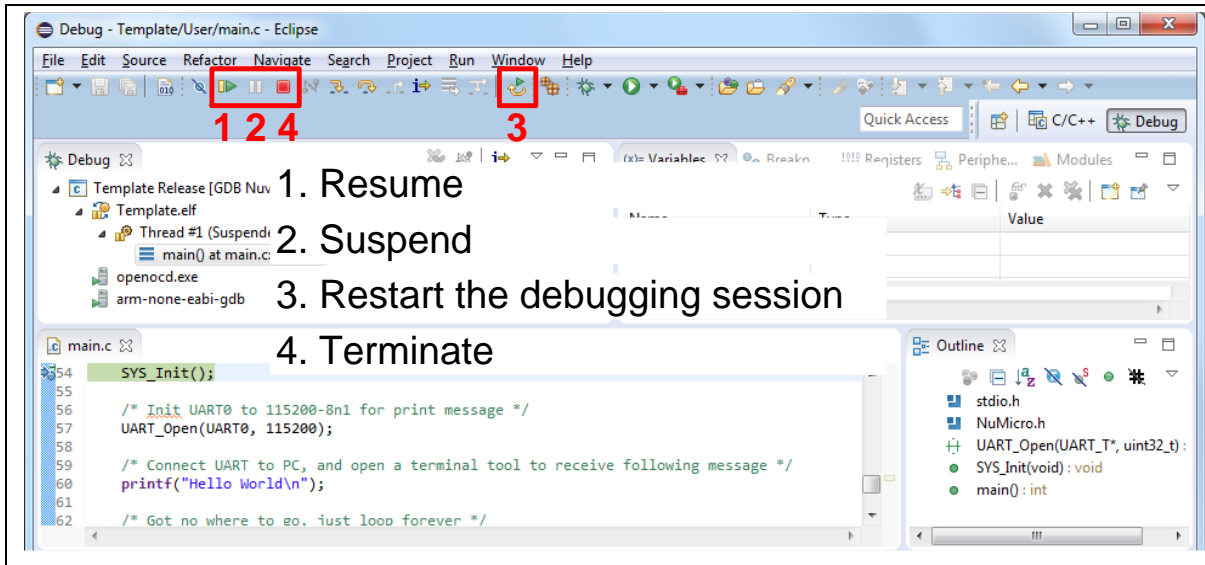 Debug - Template/User/main.c - Eclipse
File Edit Source Refactor Navigate Search Project Run Window Help
1 2 4 3
Quick Access C/C++ Debug
Debug (x)= Variables Breakn Registers Periphe... Modules
1. Resume
2. Suspend
3. Restart the debugging session
4. Terminate
Template Release [GDB Nuv
Template.elf
Thread #1 (Suspende
main() at main.c:
openocd.exe
arm-none-eabi-gdb
Name Type Value
main.c
54 SYS_Init();
55
56 /* Init UART0 to 115200-8n1 for print message */
57 UART_Open(UART0, 115200);
58
59 /* Connect UART to PC, and open a terminal tool to receive following message */
60 printf("Hello World\n");
61
62 /* Got no where to go, just loop forever */
Outline
stdio.h
NuMicro.h
UART_Open(UART_T*, uint32_t) :
SYS_Init(void) : void
main() : int